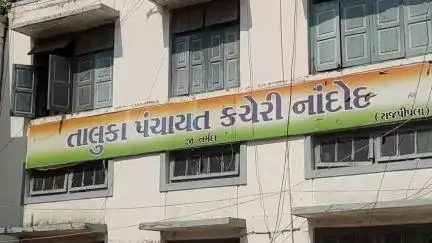 તાલુકા પંચાયત કચેરી નાંદોદ
(રાજપીપલા)
જી. નર્મદા